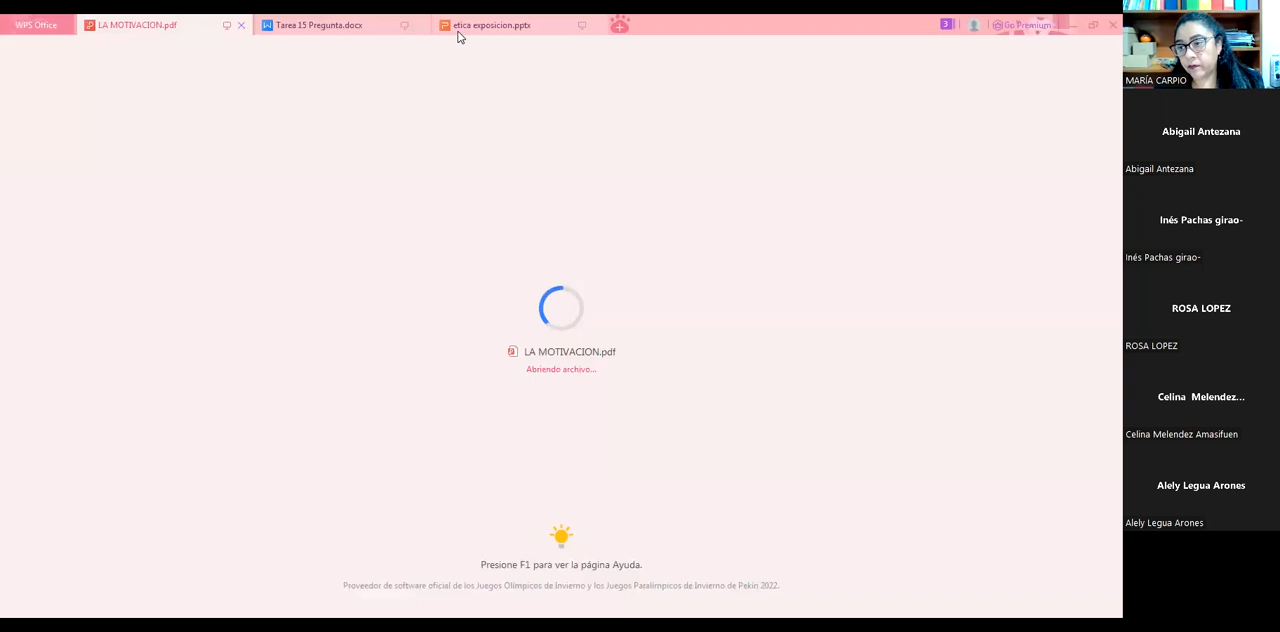 WPS Office
LA MOTIVACION.pdf
Tarea 15 Pregunta.docx
etica exposicion.pptx
3
Go Premium
LA MOTIVACION.pdf
Abriendo archivo...
Presione F1 para ver la página Ayuda.
Proveedor de software oficial de los Juegos Olímpicos de Invierno y los Juegos Paralímpicos de Invierno de Pekín 2022.
MARÍA CARPIO
Abigail Antezana
Abigail Antezana
Inés Pachas girao-
Inés Pachas girao-
ROSA LOPEZ
ROSA LOPEZ
Celina Melendez...
Celina Melendez Amasifuen
Alely Legua Arones
Alely Legua Arones